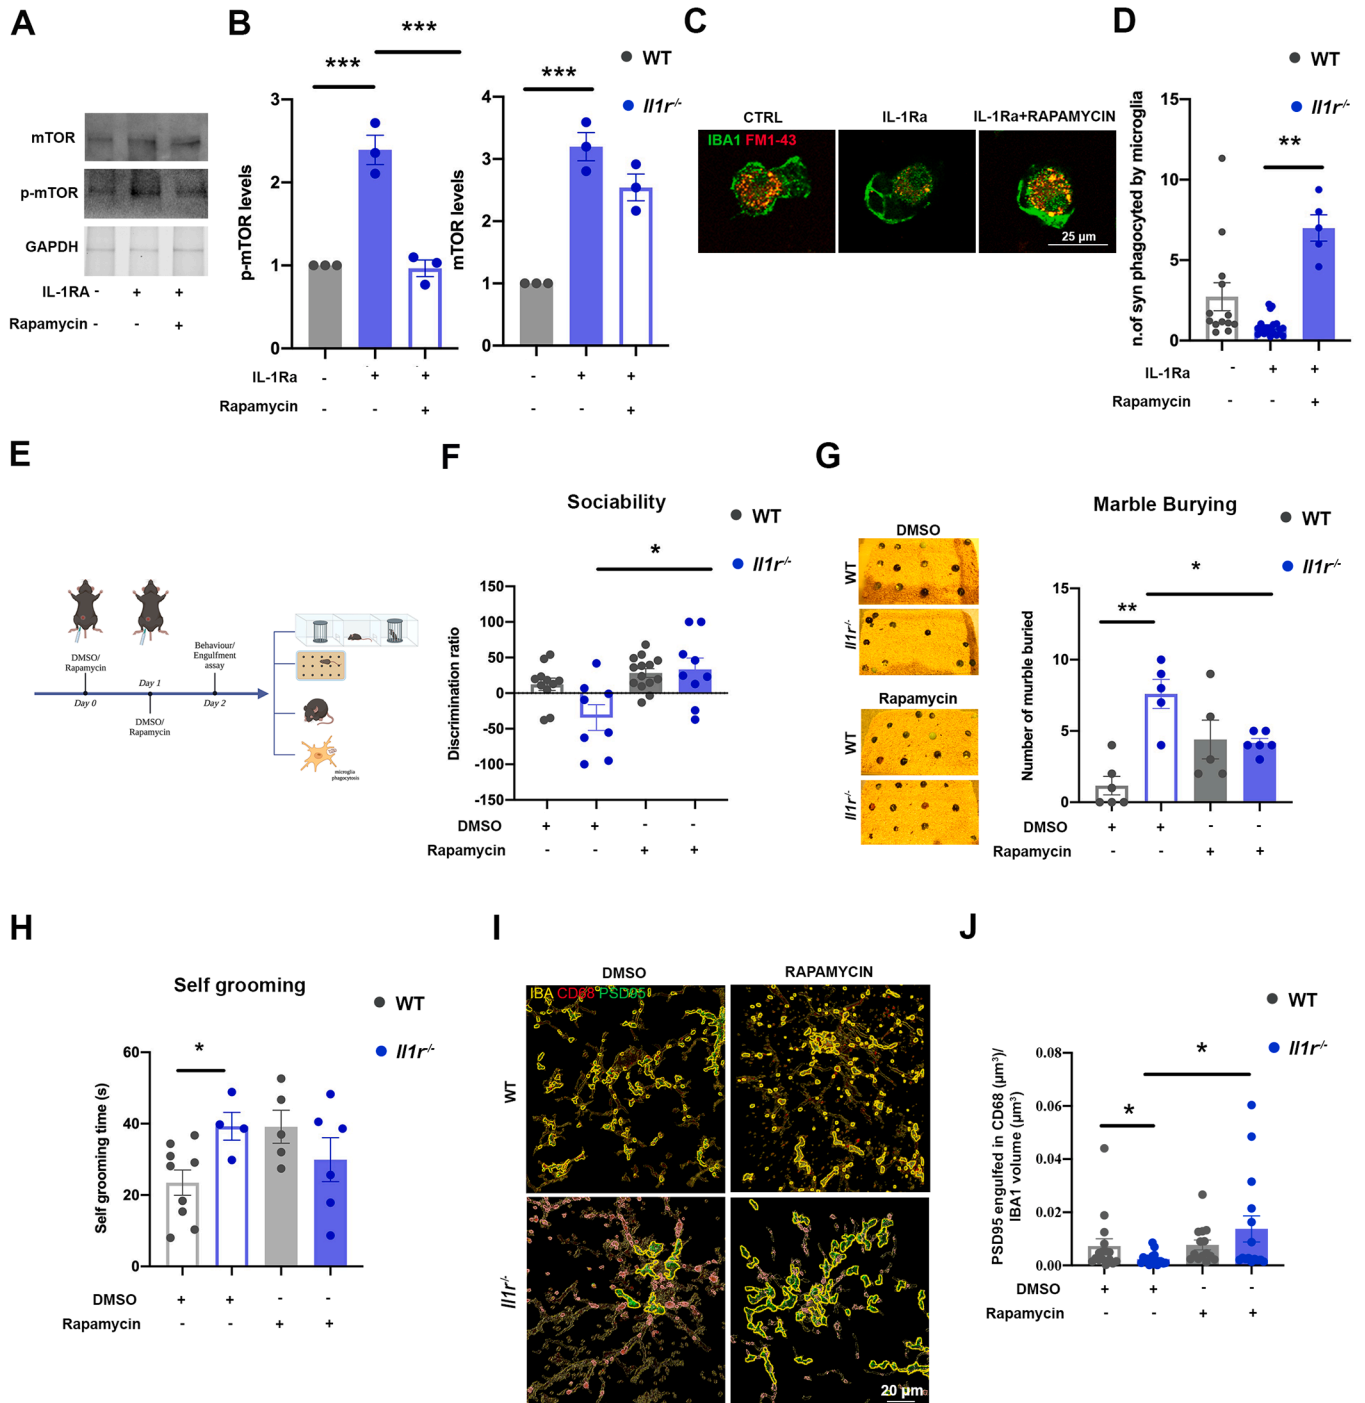 A
mTOR
p-mTOR
GAPDH
IL-1RA - + +
Rapamycin - - +
B
***
***
WT
Il1r-/-
p-mTOR levels
3
2
1
0
***
mTOR levels
4
3
2
1
0
IL-1Ra - + + - + +
Rapamycin - - + - - +
C
CTRL
IL-1Ra
IL-1Ra+RAPAMYCIN
IBA1 FM1-43
25 µm
D
WT
Il1r-/-
**
n.of syn phagocyted by microglia
15
10
5
0
IL-1Ra - + +
Rapamycin - - +
E
DMSO/
Rapamycin
Day 0
Day 1
DMSO/
Rapamycin
Behaviour/
Engulfment
assay
Day 2
microglia
phagocytosis
F
Sociability
WT
Il1r-/-
*
Discrimination ratio
150
100
50
0
-50
-100
-150
DMSO + + - -
Rapamycin - - + +
G
DMSO
WT
Il1r-/-
Rapamycin
WT
Il1r-/-
Marble Burying
WT
Il1r-/-
**
*
Number of murble buried
15
10
5
0
DMSO + + - -
Rapamycin - - + +
H
Self grooming
WT
Il1r-/-
*
Self grooming time (s)
60
40
20
0
DMSO + + - -
Rapamycin - - + +
I
DMSO
RAPAMYCIN
IBA CD68 PSD95
WT
Il1r-/-
20 µm
J
WT
Il1r-/-
*
*
PSD95 engulfed in CD68 (µm3)/
IBA1 volume (µm3)
0.08
0.06
0.04
0.02
0.00
DMSO + + - -
Rapamycin - - + +